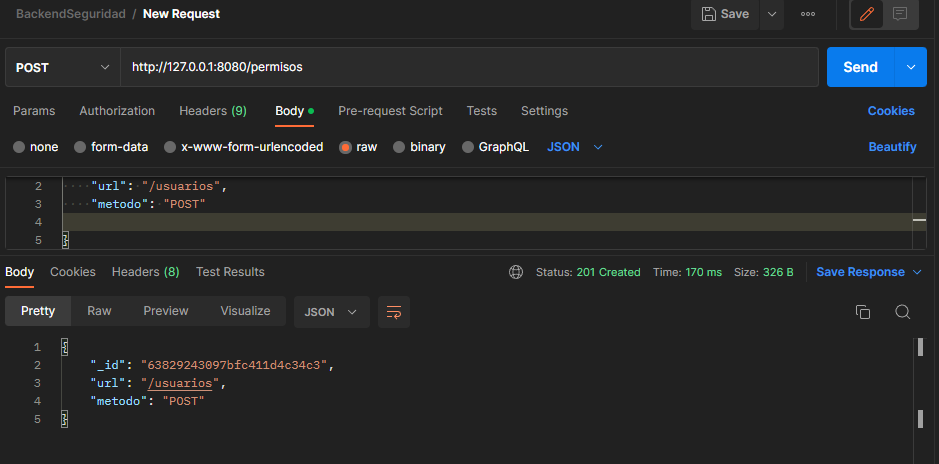 BackendSeguridad / New Request
Save
POST http://127.0.0.1:8080/permisos Send
Params Authorization Headers (9) Body Pre-request Script Tests Settings Cookies
none form-data x-www-form-urlencoded raw binary GraphQL JSON Beautify
2 "url": "/usuarios",
3 "metodo": "POST"
4
5 }
Body Cookies Headers (8) Test Results Status: 201 Created Time: 170 ms Size: 326 B Save Response
Pretty Raw Preview Visualize JSON
1 {
2 "_id": "63829243097bfc411d4c34c3",
3 "url": "/usuarios",
4 "metodo": "POST"
5 }